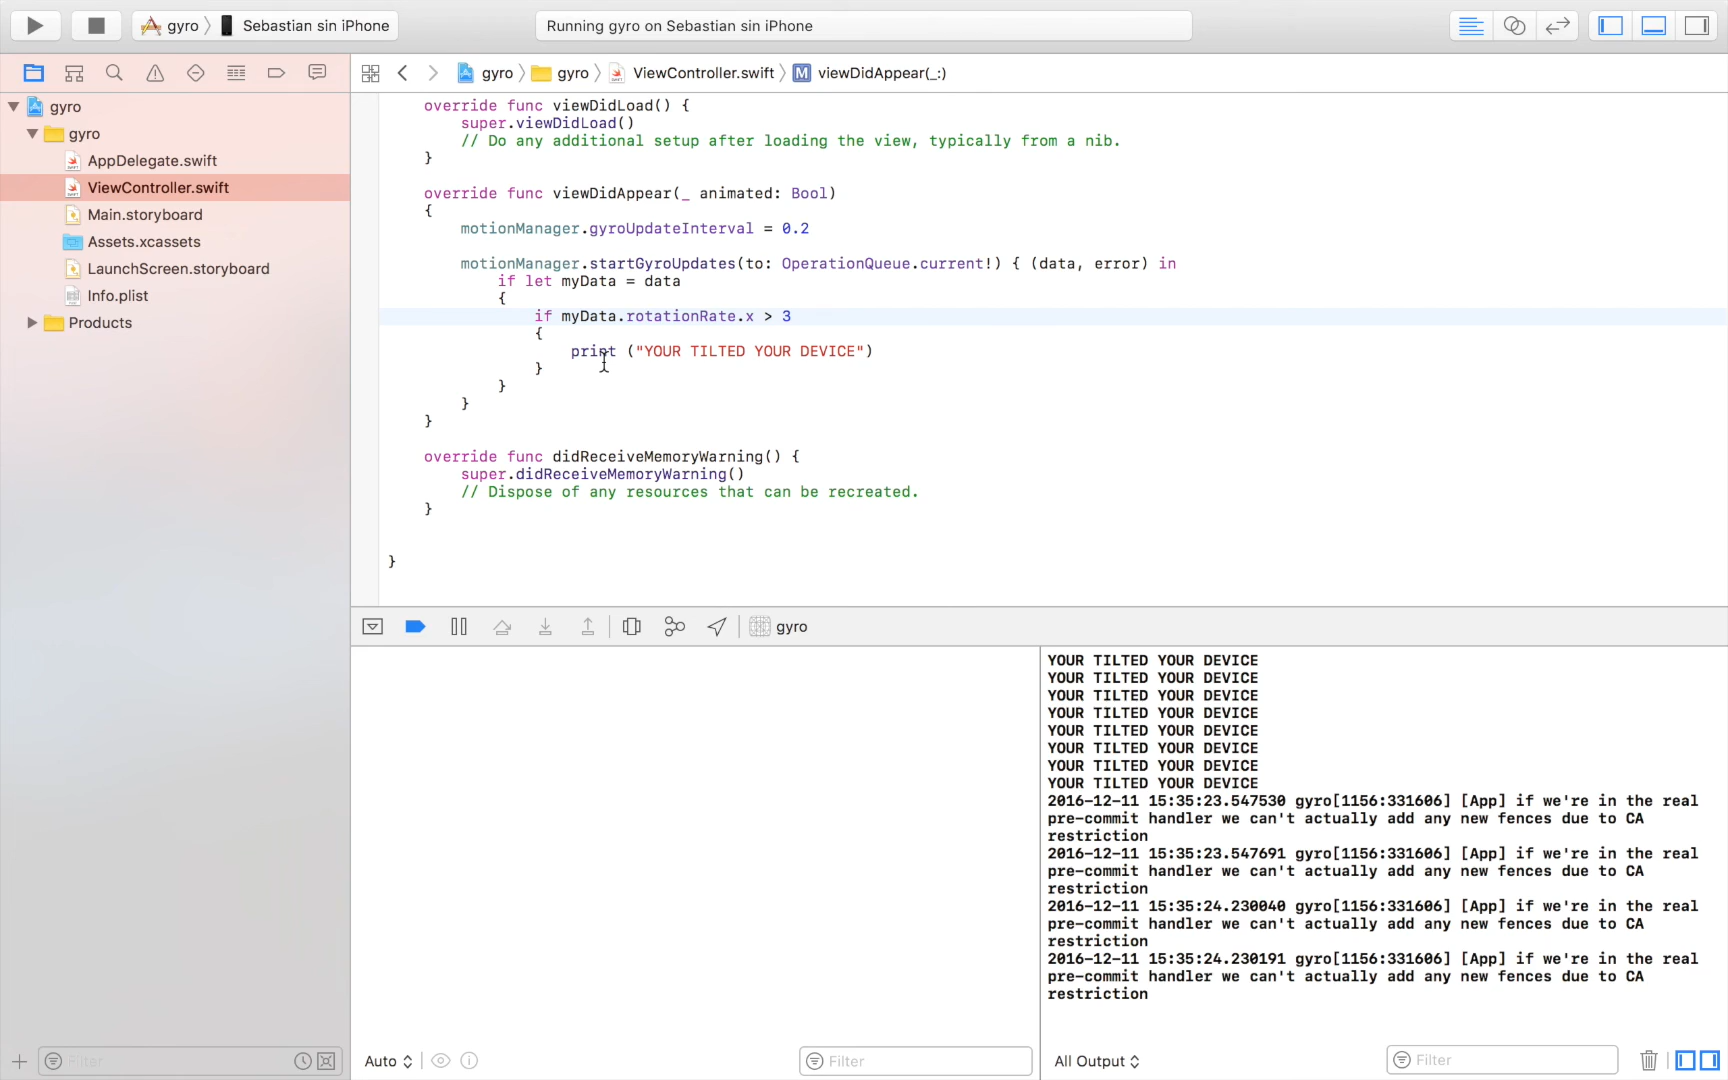 gyro 〉 Sebastian sin iPhone
Running gyro on Sebastian sin iPhone
gyro 〉 gyro 〉 ViewController.swift 〉 M viewDidAppear(_:)
gyro
gyro
AppDelegate.swift
ViewController.swift
Main.storyboard
Assets.xcassets
LaunchScreen.storyboard
Info.plist
Products
override func viewDidLoad() {
super.viewDidLoad()
// Do any additional setup after loading the view, typically from a nib.
}
override func viewDidAppear(_ animated: Bool)
{
motionManager.gyroUpdateInterval = 0.2
motionManager.startGyroUpdates(to: OperationQueue.current!) { (data, error) in
if let myData = data
{
if myData.rotationRate.x > 3
{
print ("YOUR TILTED YOUR DEVICE")
}
}
}
}
override func didReceiveMemoryWarning() {
super.didReceiveMemoryWarning()
// Dispose of any resources that can be recreated.
}
}
gyro
YOUR TILTED YOUR DEVICE
YOUR TILTED YOUR DEVICE
YOUR TILTED YOUR DEVICE
YOUR TILTED YOUR DEVICE
YOUR TILTED YOUR DEVICE
YOUR TILTED YOUR DEVICE
YOUR TILTED YOUR DEVICE
YOUR TILTED YOUR DEVICE
2016-12-11 15:35:23.547530 gyro[1156:331606] [App] if we're in the real
pre-commit handler we can't actually add any new fences due to CA
restriction
2016-12-11 15:35:23.547691 gyro[1156:331606] [App] if we're in the real
pre-commit handler we can't actually add any new fences due to CA
restriction
2016-12-11 15:35:24.230040 gyro[1156:331606] [App] if we're in the real
pre-commit handler we can't actually add any new fences due to CA
restriction
2016-12-11 15:35:24.230191 gyro[1156:331606] [App] if we're in the real
pre-commit handler we can't actually add any new fences due to CA
restriction
Filter
Auto
Filter
All Output
Filter